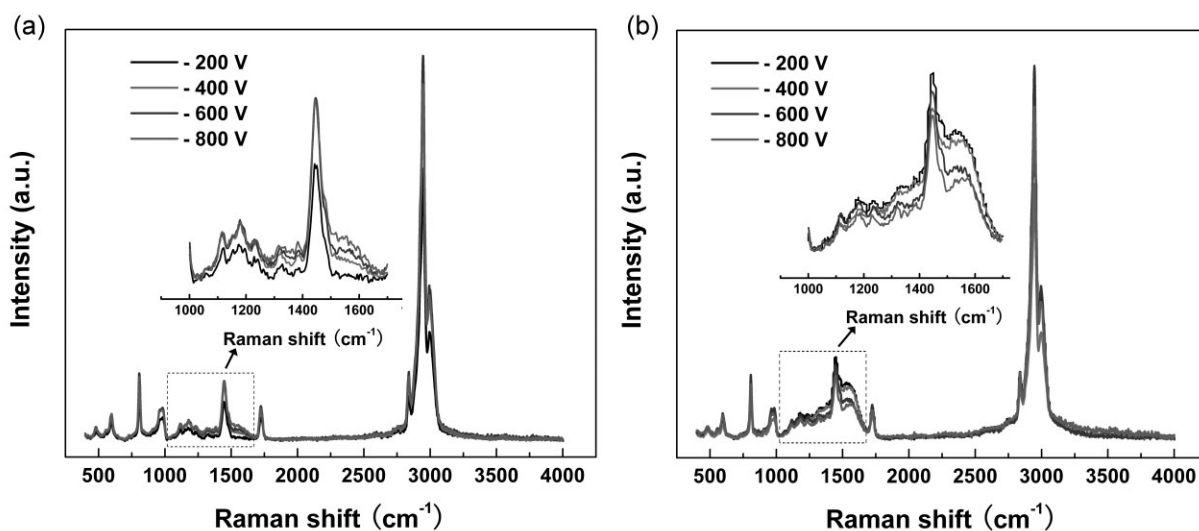 (a)
- 200 V
- 400 V
- 600 V
- 800 V
Intensity (a.u.)
1000 1200 1400 1600
Raman shift（cm-1）
500 1000 1500 2000 2500 3000 3500 4000
Raman shift（cm-1）
(b)
- 200 V
- 400 V
- 600 V
- 800 V
Intensity (a.u.)
1000 1200 1400 1600
Raman shift（cm-1）
500 1000 1500 2000 2500 3000 3500 4000
Raman shift（cm-1）